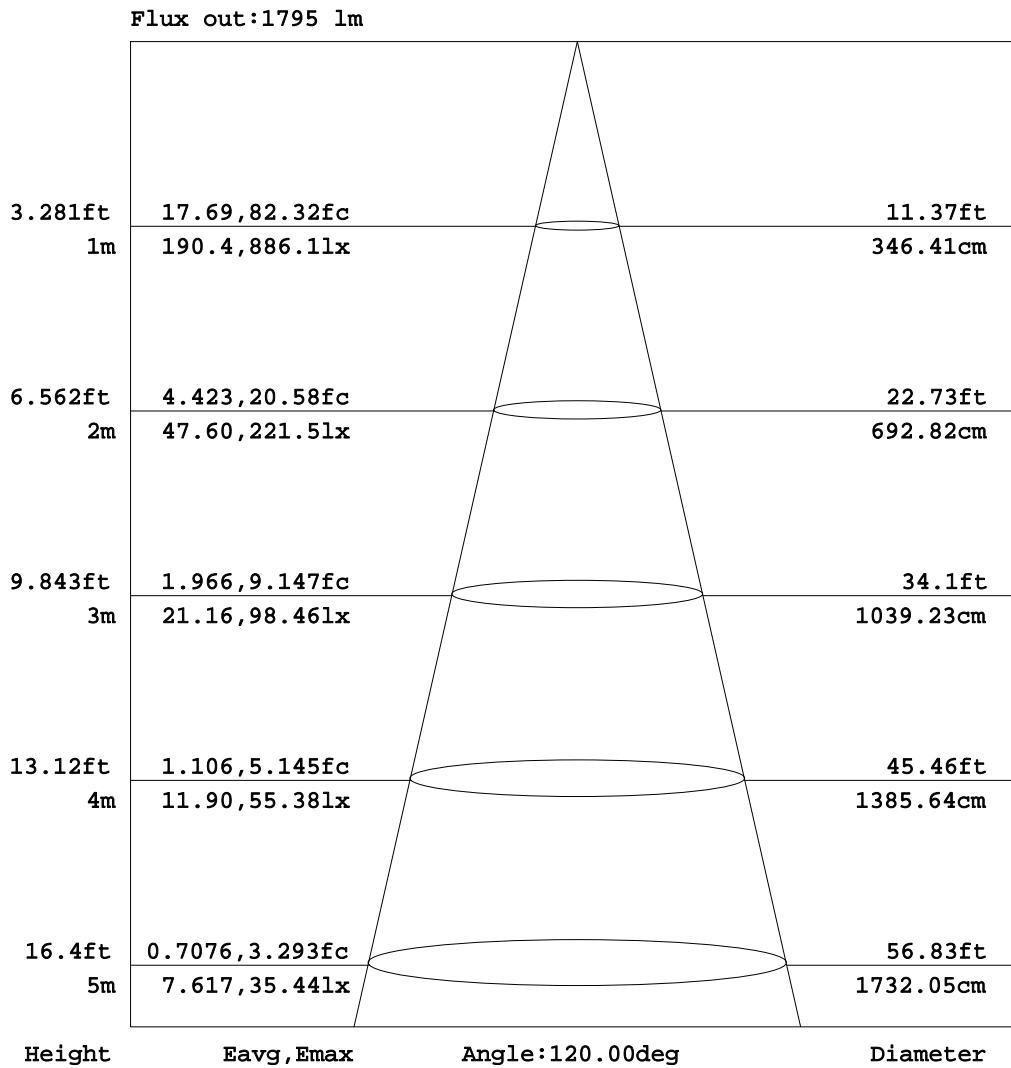 Flux out:1795 lm
3.281ft 17.69,82.32fc 11.37ft
1m 190.4,886.1lx 346.41cm
6.562ft 4.423,20.58fc 22.73ft
2m 47.60,221.5lx 692.82cm
9.843ft 1.966,9.147fc 34.1ft
3m 21.16,98.46lx 1039.23cm
13.12ft 1.106,5.145fc 45.46ft
4m 11.90,55.38lx 1385.64cm
16.4ft 0.7076,3.293fc 56.83ft
5m 7.617,35.44lx 1732.05cm
Height Eavg,Emax Angle:120.00deg Diameter